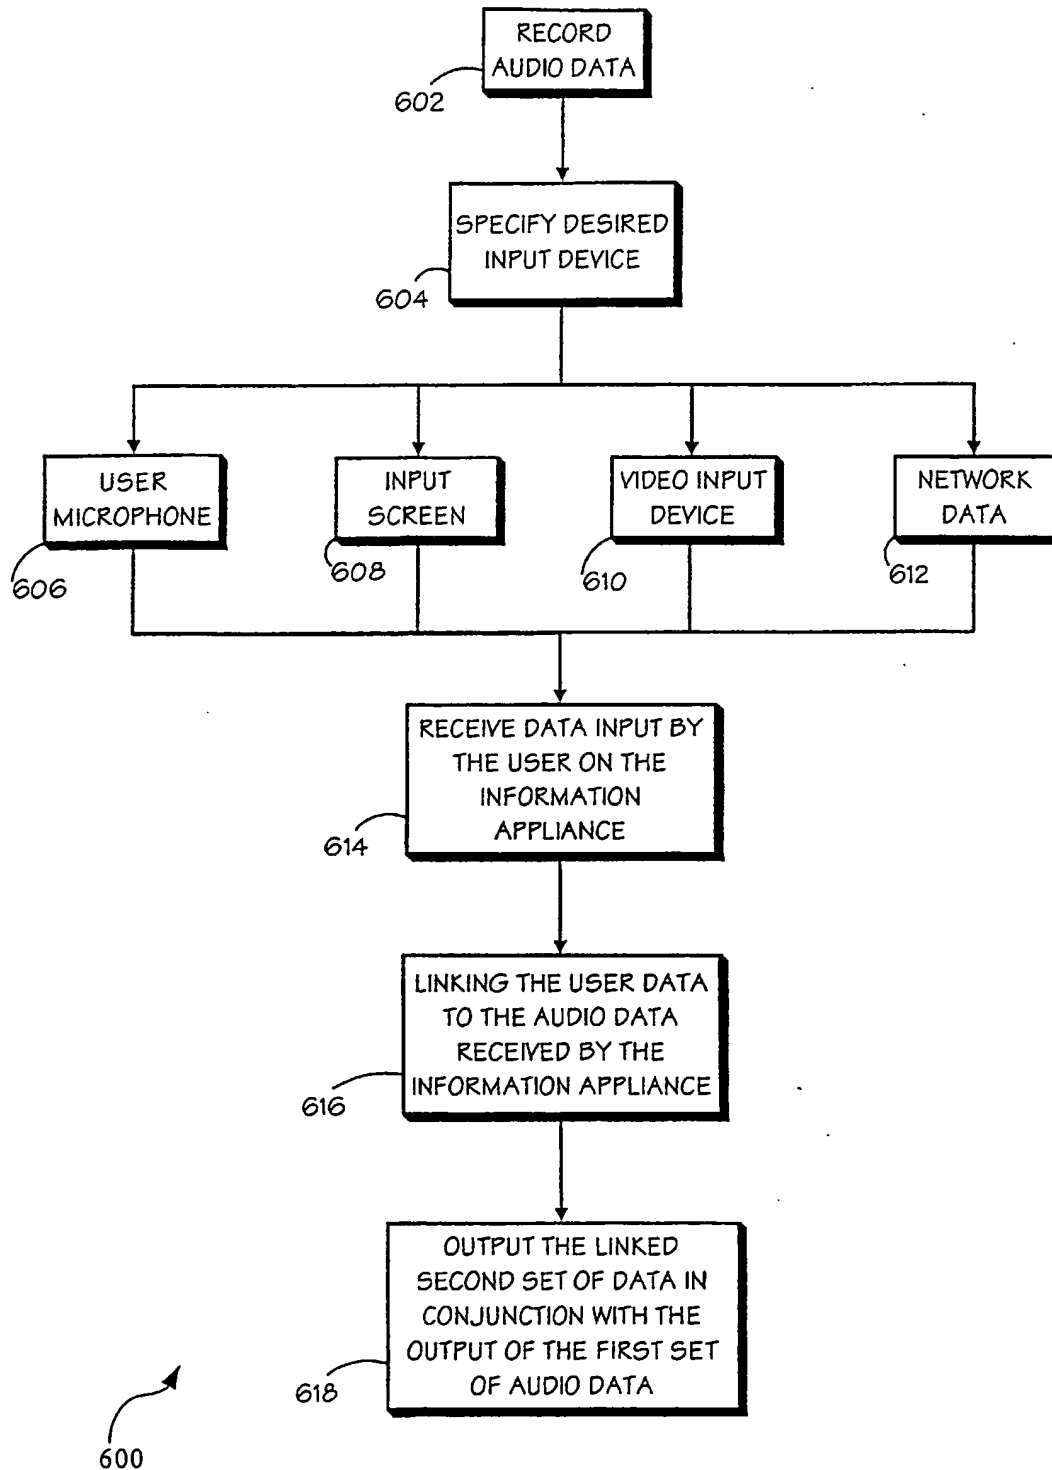 RECORD
AUDIO DATA
602
SPECIFY DESIRED
INPUT DEVICE
604
USER
MICROPHONE
606
INPUT
SCREEN
608
VIDEO INPUT
DEVICE
610
NETWORK
DATA
612
RECEIVE DATA INPUT BY
THE USER ON THE
INFORMATION
APPLIANCE
614
LINKING THE USER DATA
TO THE AUDIO DATA
RECEIVED BY THE
INFORMATION APPLIANCE
616
OUTPUT THE LINKED
SECOND SET OF DATA IN
CONJUNCTION WITH THE
OUTPUT OF THE FIRST SET
OF AUDIO DATA
618
600